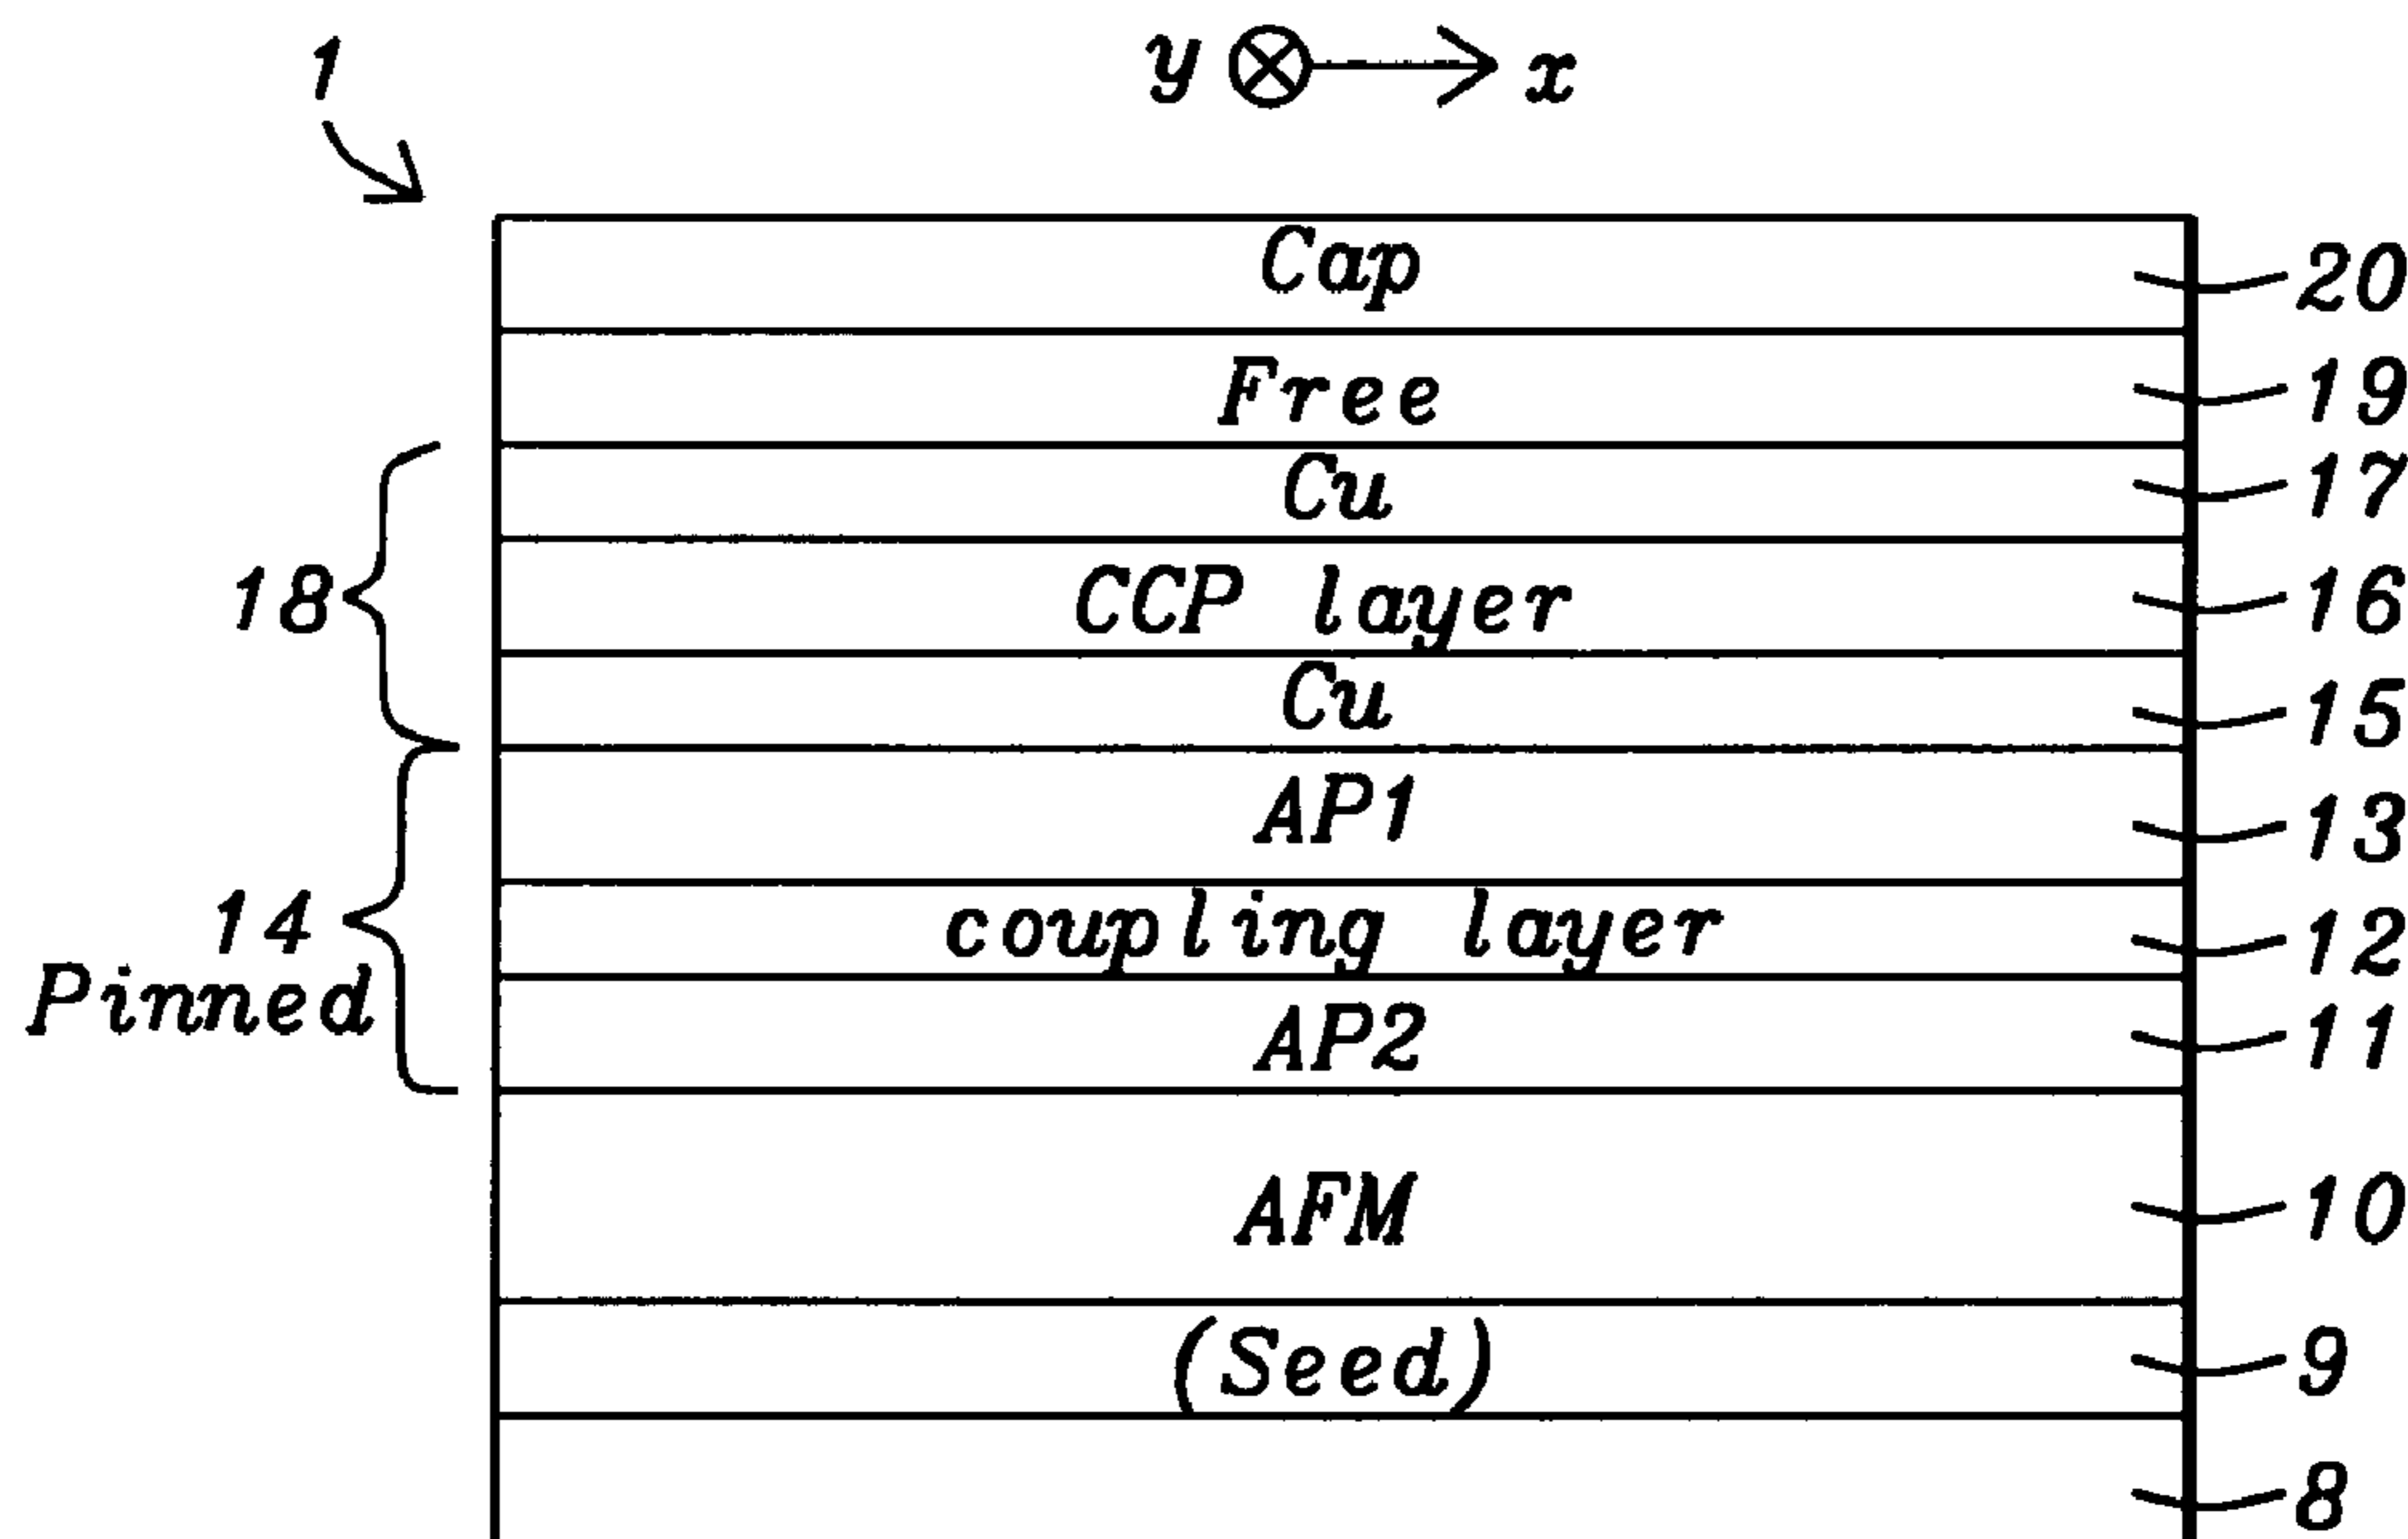 1
y x
Cap 20
Free 19
Cu 17
18 CCP layer 16
Cu 15
AP1 13
14 coupling layer 12
Pinned
AP2 11
AFM 10
(Seed) 9
8